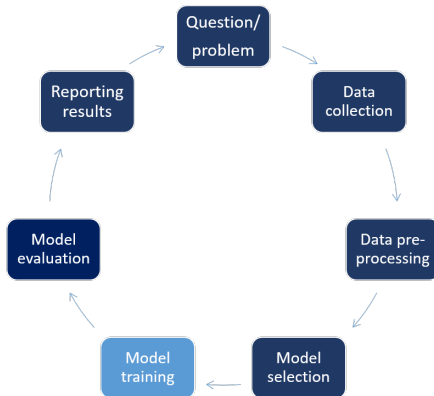 Question/
problem
Data
collection
Data pre-
processing
Model
selection
Model
training
Model
evaluation
Reporting
results